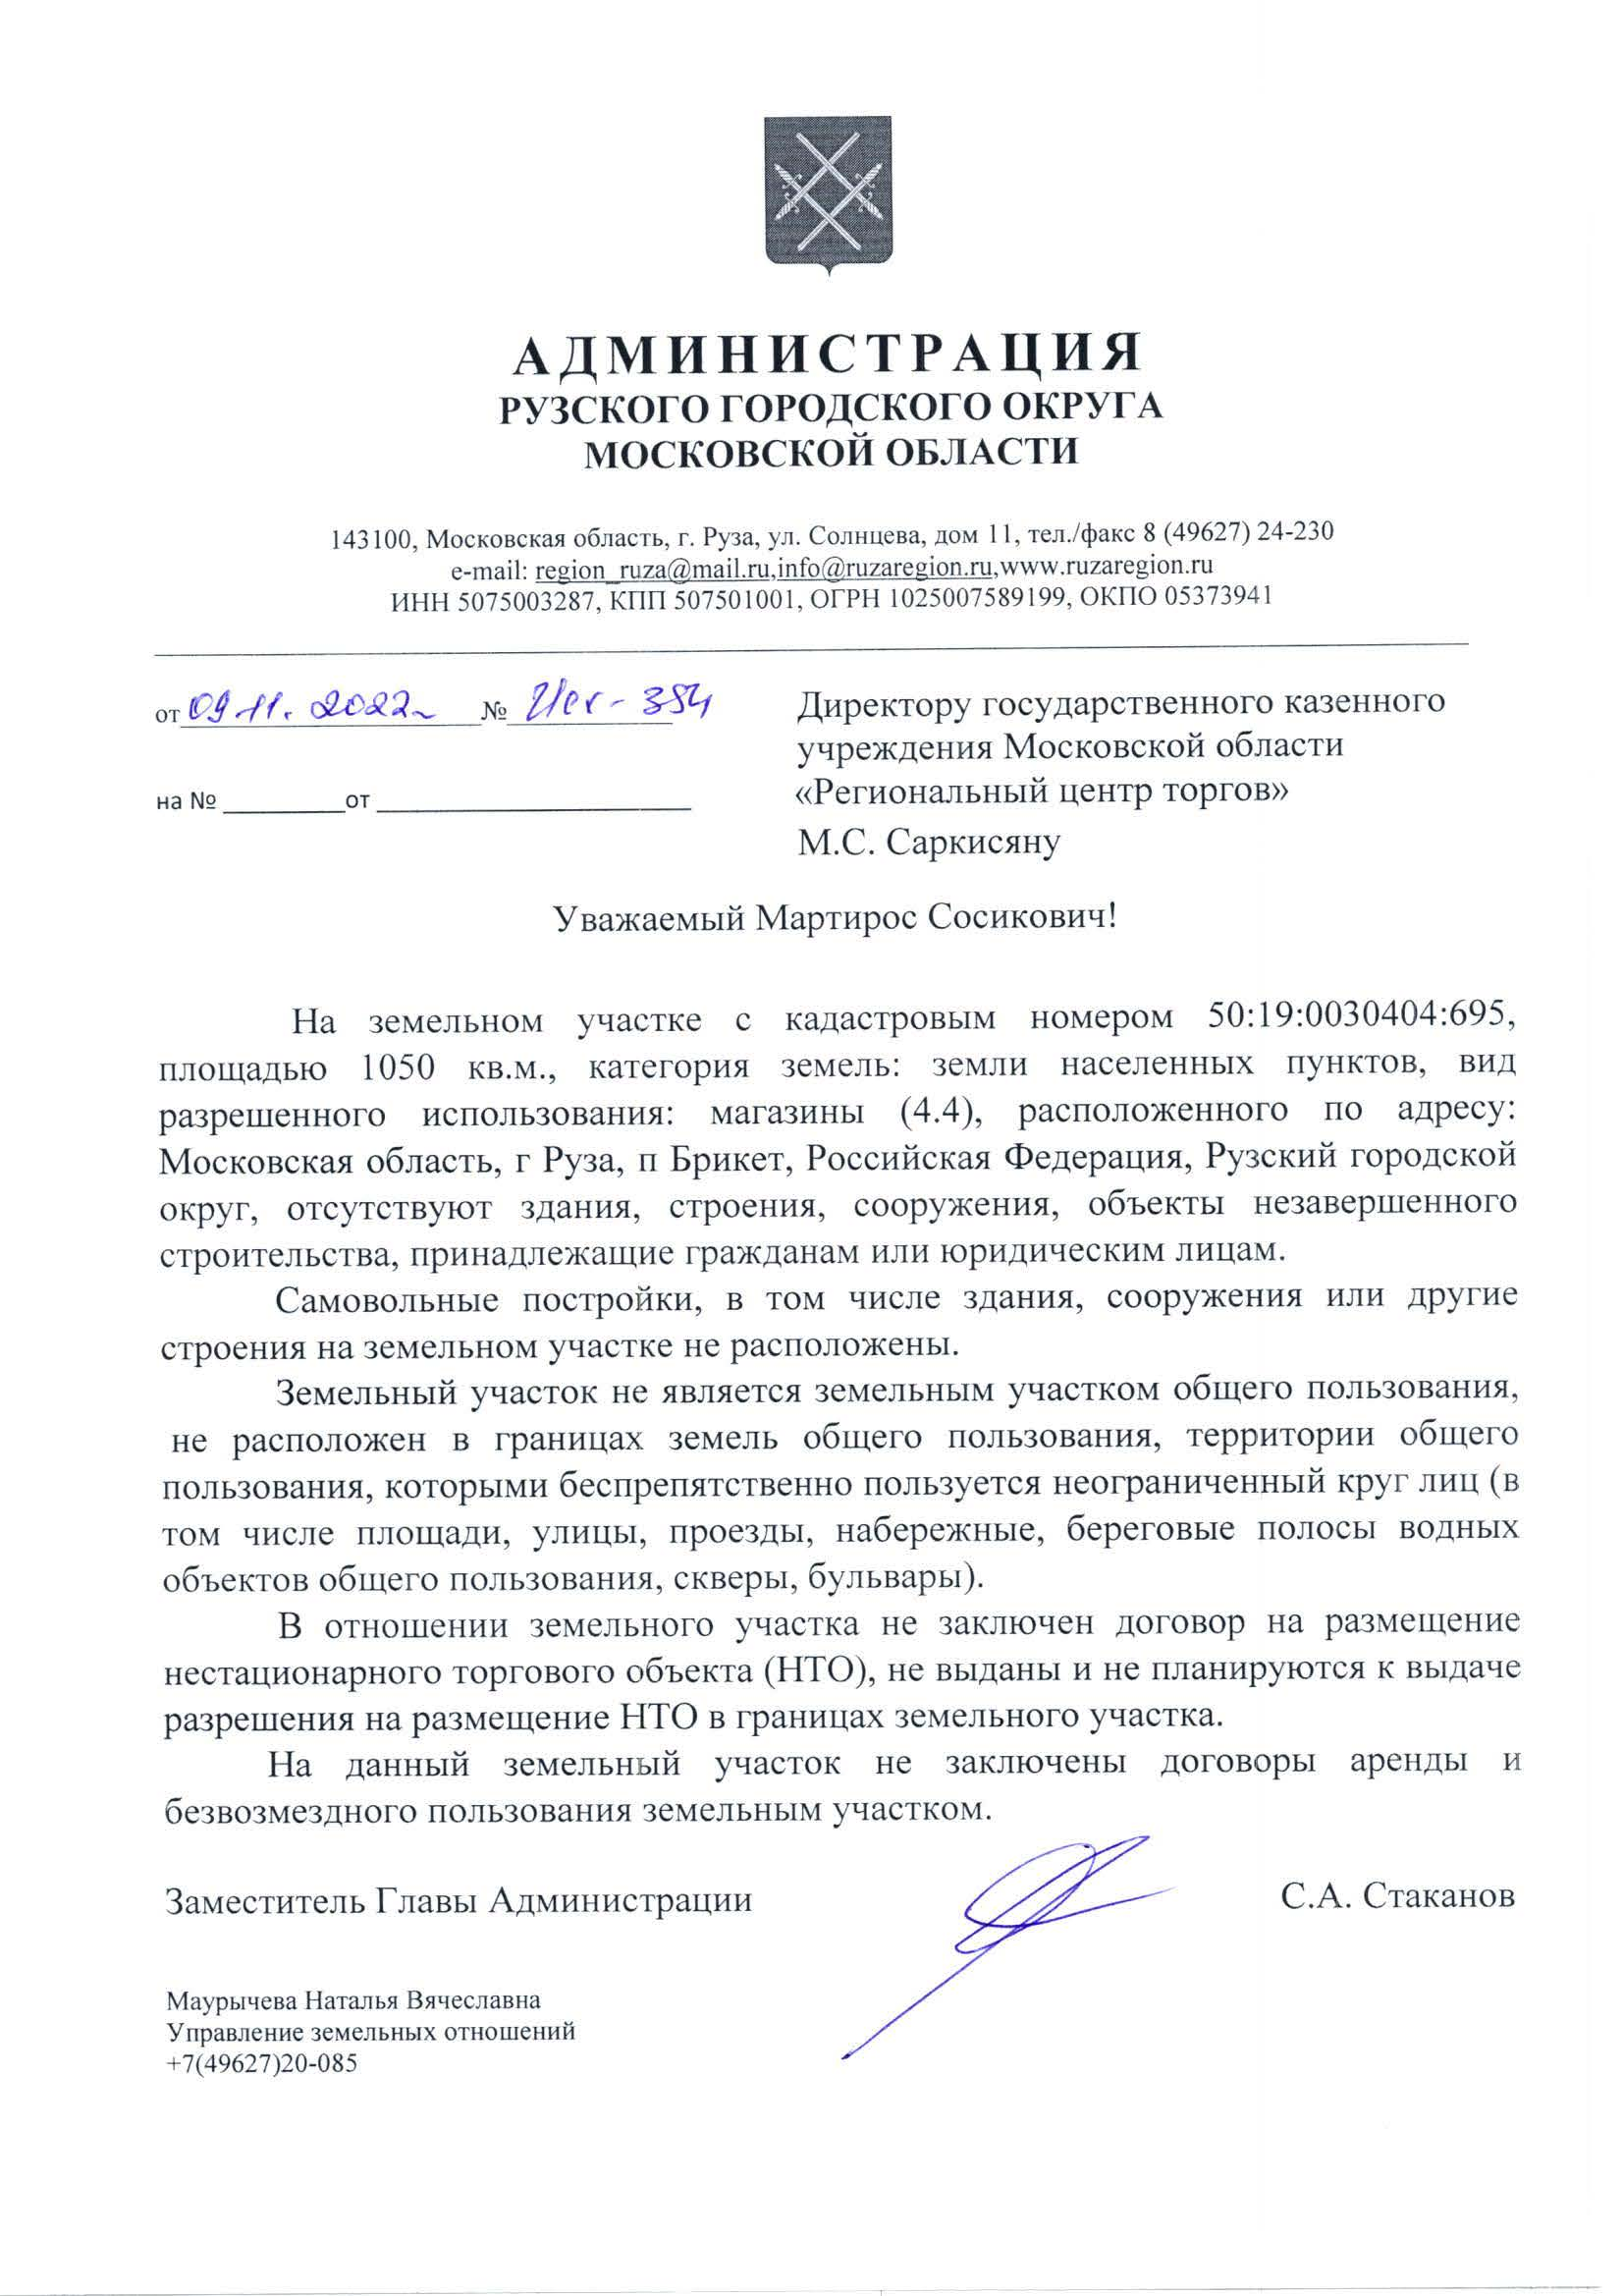 АДМИНИСТРАЦИЯ
РУЗСКОГО ГОРОДСКОГО ОКРУГА
МОСКОВСКОЙ ОБЛАСТИ
143100, Московская область, г. Руза, ул. Солнцева, дом 11, тел./факс 8 (49627) 24-230
e-mail: region_ruza@mail.ru,info@ruzaregion.ru,www.ruzaregion.ru
ИНН 5075003287, КПП 507501001, ОГРН 1025007589199, ОКПО 05373941
от 09.11.2022 № Исх-354
на № от
Директору государственного казенного
учреждения Московской области
«Региональный центр торгов»
М.С. Саркисяну
Уважаемый Мартирос Сосикович!
На земельном участке с кадастровым номером 50:19:0030404:695,
площадью 1050 кв.м., категория земель: земли населенных пунктов, вид
разрешенного использования: магазины (4.4), расположенного по адресу:
Московская область, г Руза, п Брикет, Российская Федерация, Рузский городской
округ, отсутствуют здания, строения, сооружения, объекты незавершенного
строительства, принадлежащие гражданам или юридическим лицам.
Самовольные постройки, в том числе здания, сооружения или другие
строения на земельном участке не расположены.
Земельный участок не является земельным участком общего пользования,
не расположен в границах земель общего пользования, территории общего
пользования, которыми беспрепятственно пользуется неограниченный круг лиц (в
том числе площади, улицы, проезды, набережные, береговые полосы водных
объектов общего пользования, скверы, бульвары).
В отношении земельного участка не заключен договор на размещение
нестационарного торгового объекта (НТО), не выданы и не планируются к выдаче
разрешения на размещение НТО в границах земельного участка.
На данный земельный участок не заключены договоры аренды и
безвозмездного пользования земельным участком.
Заместитель Главы Администрации С.А. Стаканов
Маурычева Наталья Вячеславна
Управление земельных отношений
+7(49627)20-085